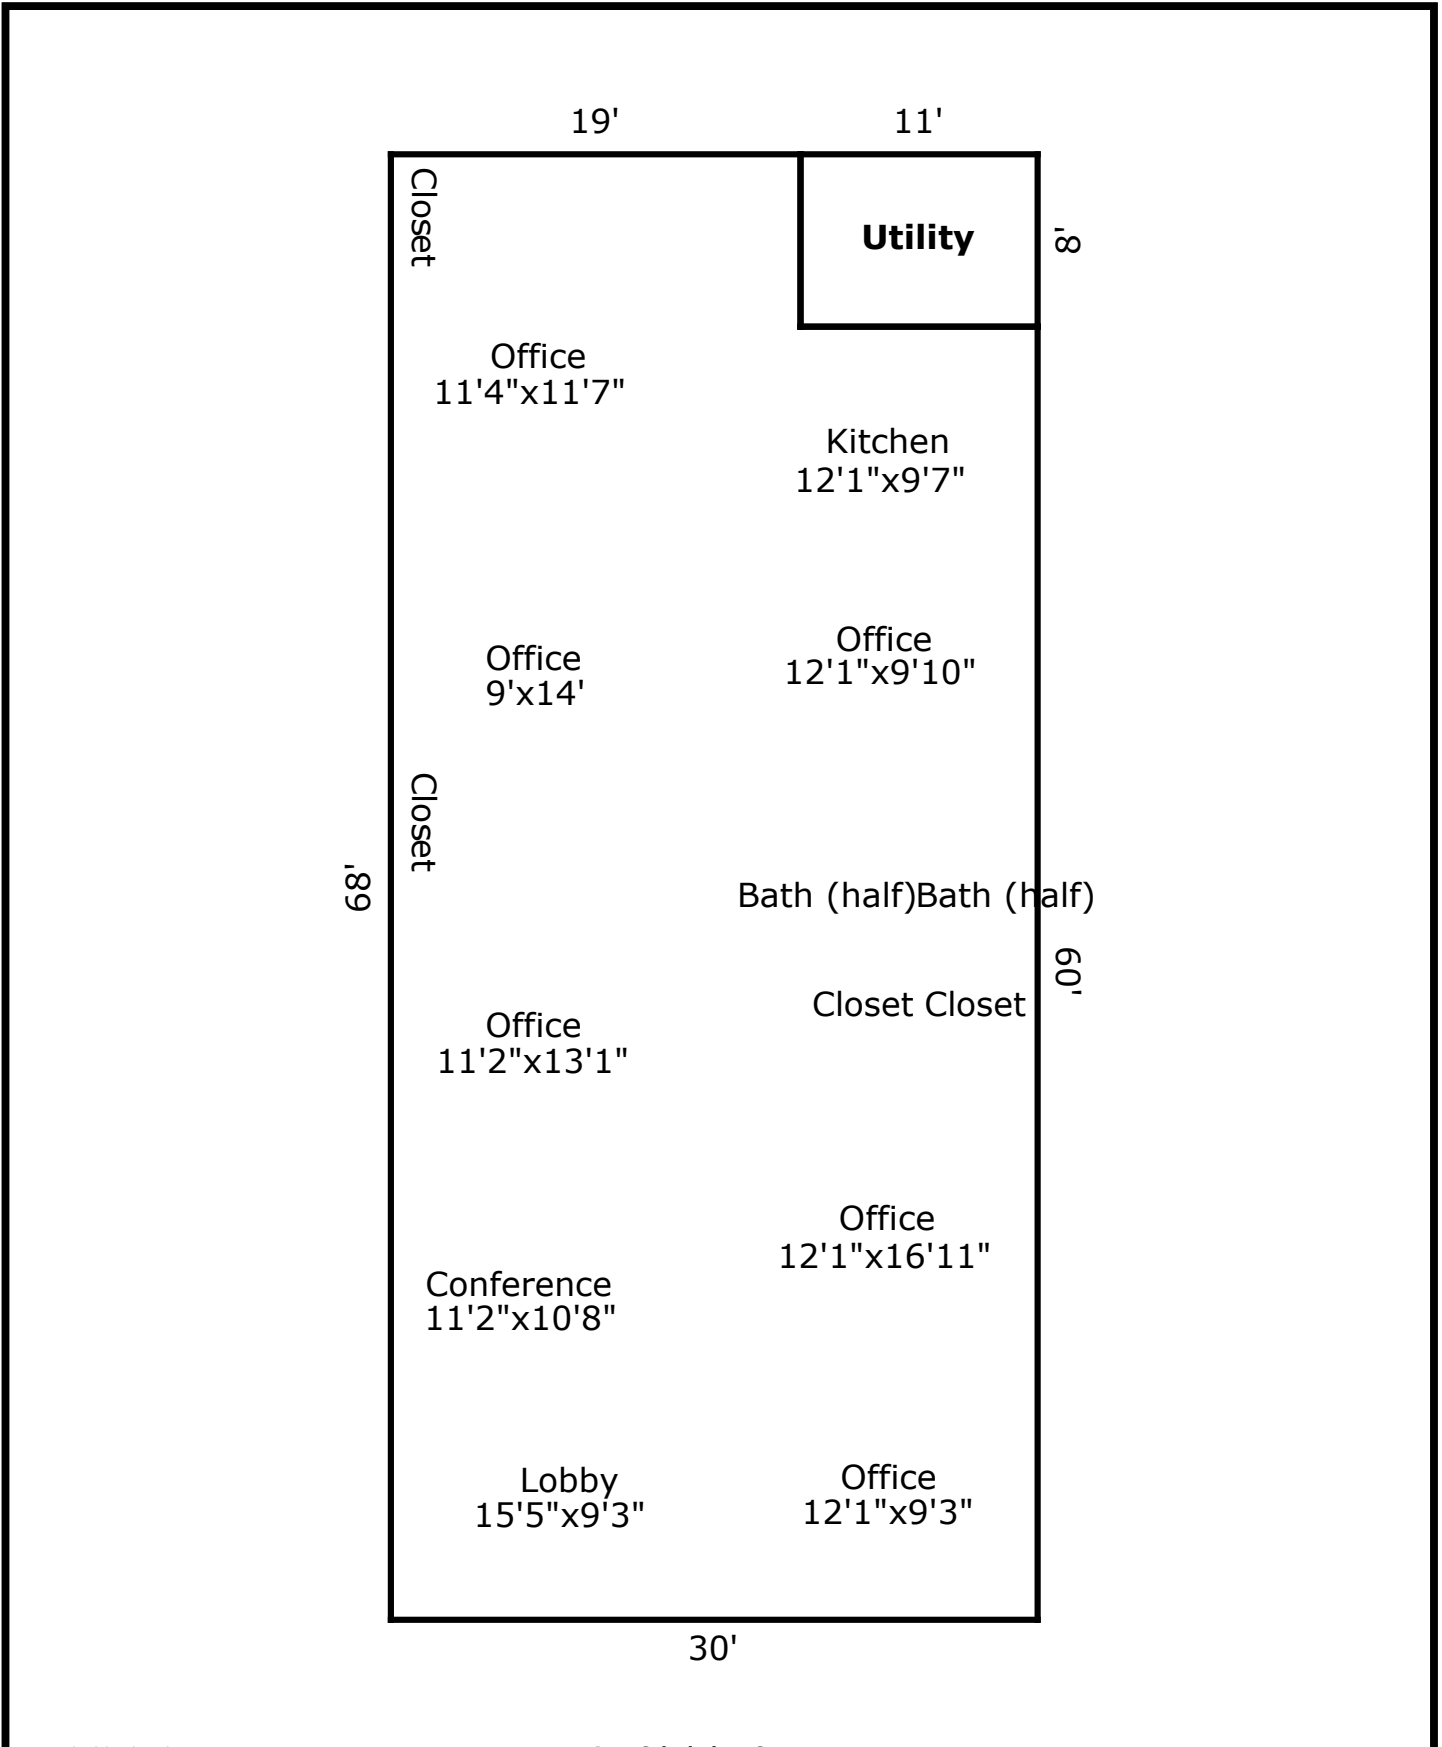 19'
11'
Closet
Utility
8'
Office
11'4"x11'7"
Kitchen
12'1"x9'7"
Office
9'x14'
Office
12'1"x9'10"
Closet
68'
Bath (half)Bath (half)
60'
Closet Closet
Office
11'2"x13'1"
Office
12'1"x16'11"
Conference
11'2"x10'8"
Lobby
15'5"x9'3"
Office
12'1"x9'3"
30'